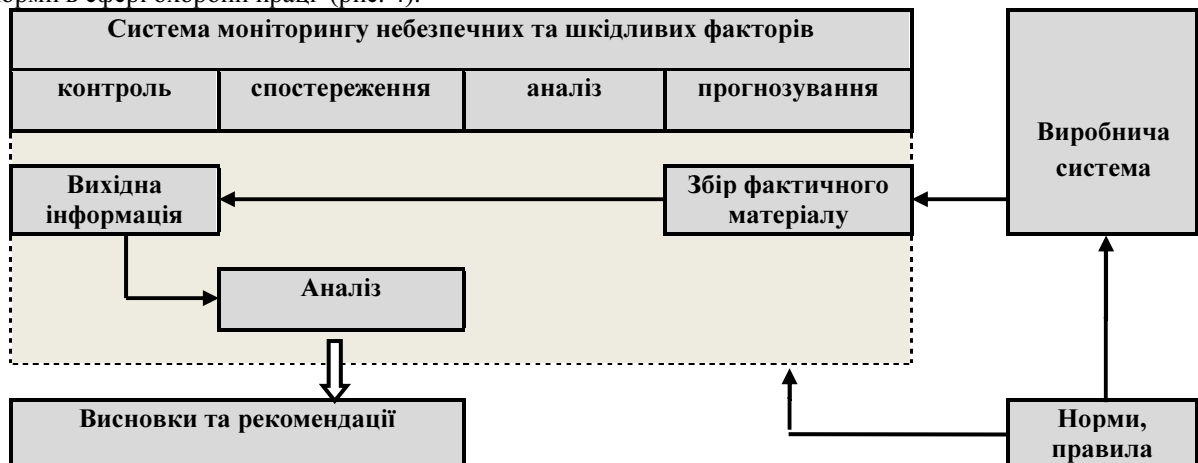 норми в сфері охорони праці (рис. 4).
Система моніторингу небезпечних та шкідливих факторів
контроль
спостереження
аналіз
прогнозування
Виробнича
система
Вихідна
інформація
Збір фактичного
матеріалу
Аналіз
Висновки та рекомендації
Норми,
правила